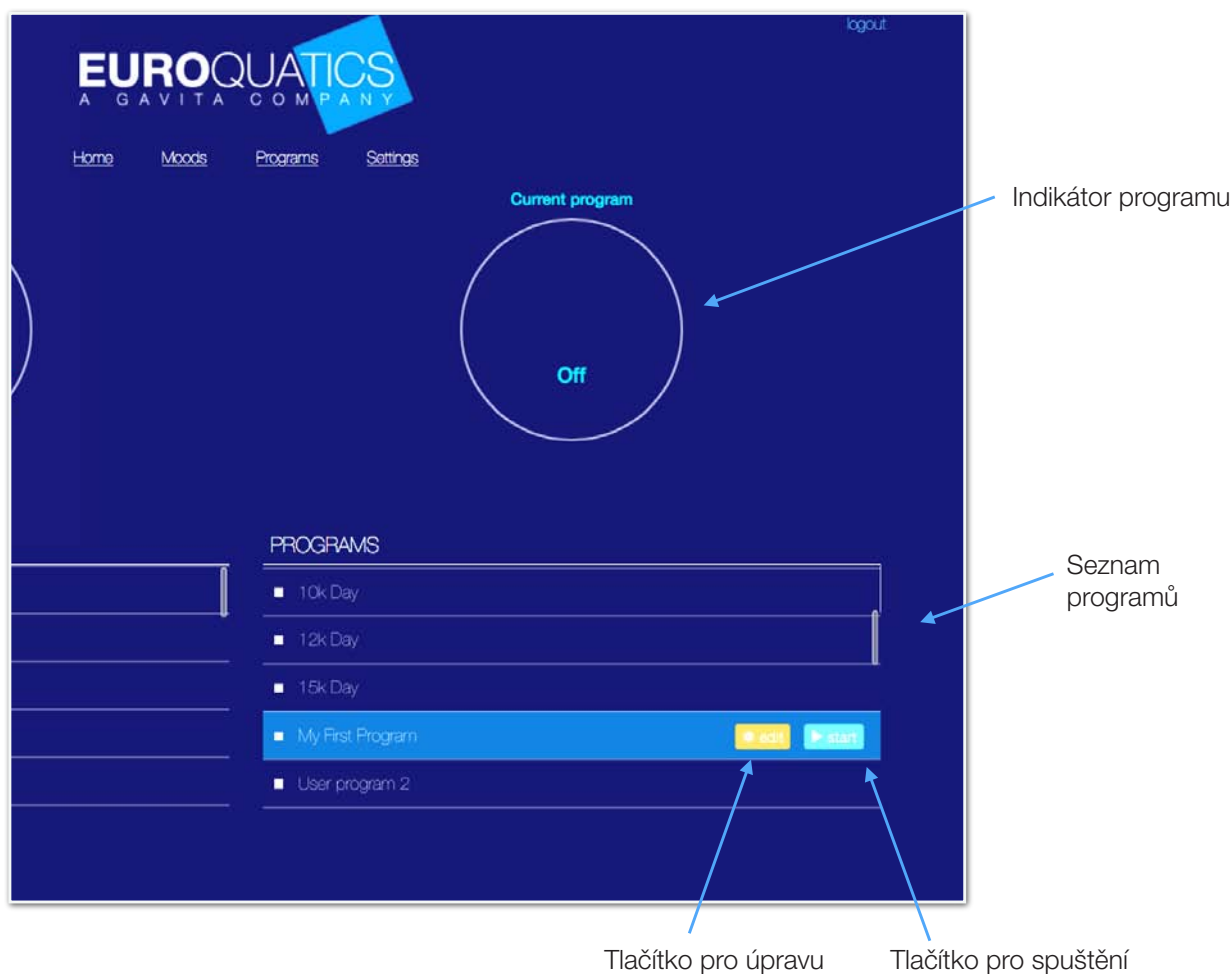 logout
EUROQUATICS
A GAVITA COMPANY
Home Moods Programs Settings
Current program
Indikátor programu
Off
PROGRAMS
10k Day
Seznam
programů
12k Day
15k Day
My First Program edit start
User program 2
Tlačítko pro úpravu Tlačítko pro spuštění